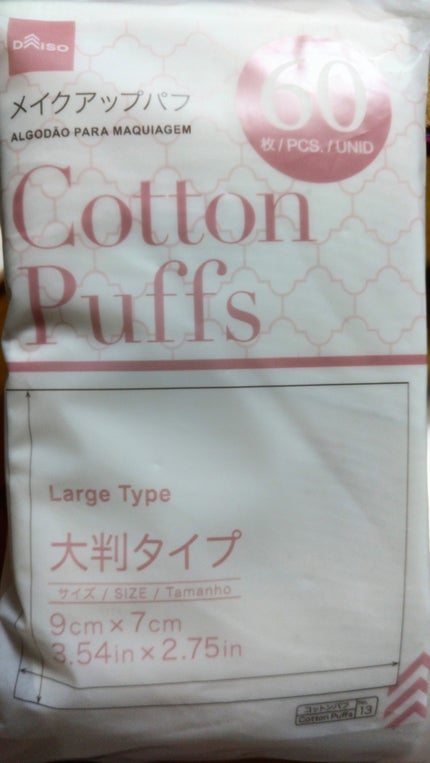 DAISO
メイクアップパフ
ALGODÃO PARA MAQUIAGEM
60
枚/PCS./UNID
Cotton
Puffs
Large Type
大判タイプ
サイズ / SIZE / Tamanho
9cm×7cm
3.54in×2.75in
コットンパフ
Cotton Puffs
No.
13